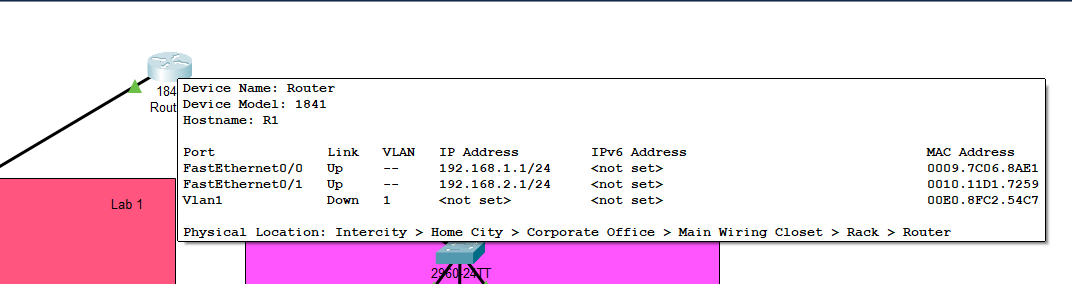 184
Rout
Device Name: Router
Device Model: 1841
Hostname: R1
Port Link VLAN IP Address IPv6 Address MAC Address
FastEthernet0/0 Up -- 192.168.1.1/24 <not set> 0009.7C06.8AE1
FastEthernet0/1 Up -- 192.168.2.1/24 <not set> 0010.11D1.7259
Vlan1 Down 1 <not set> <not set> 00E0.8FC2.54C7
Physical Location: Intercity > Home City > Corporate Office > Main Wiring Closet > Rack > Router
Lab 1
2960-24TT